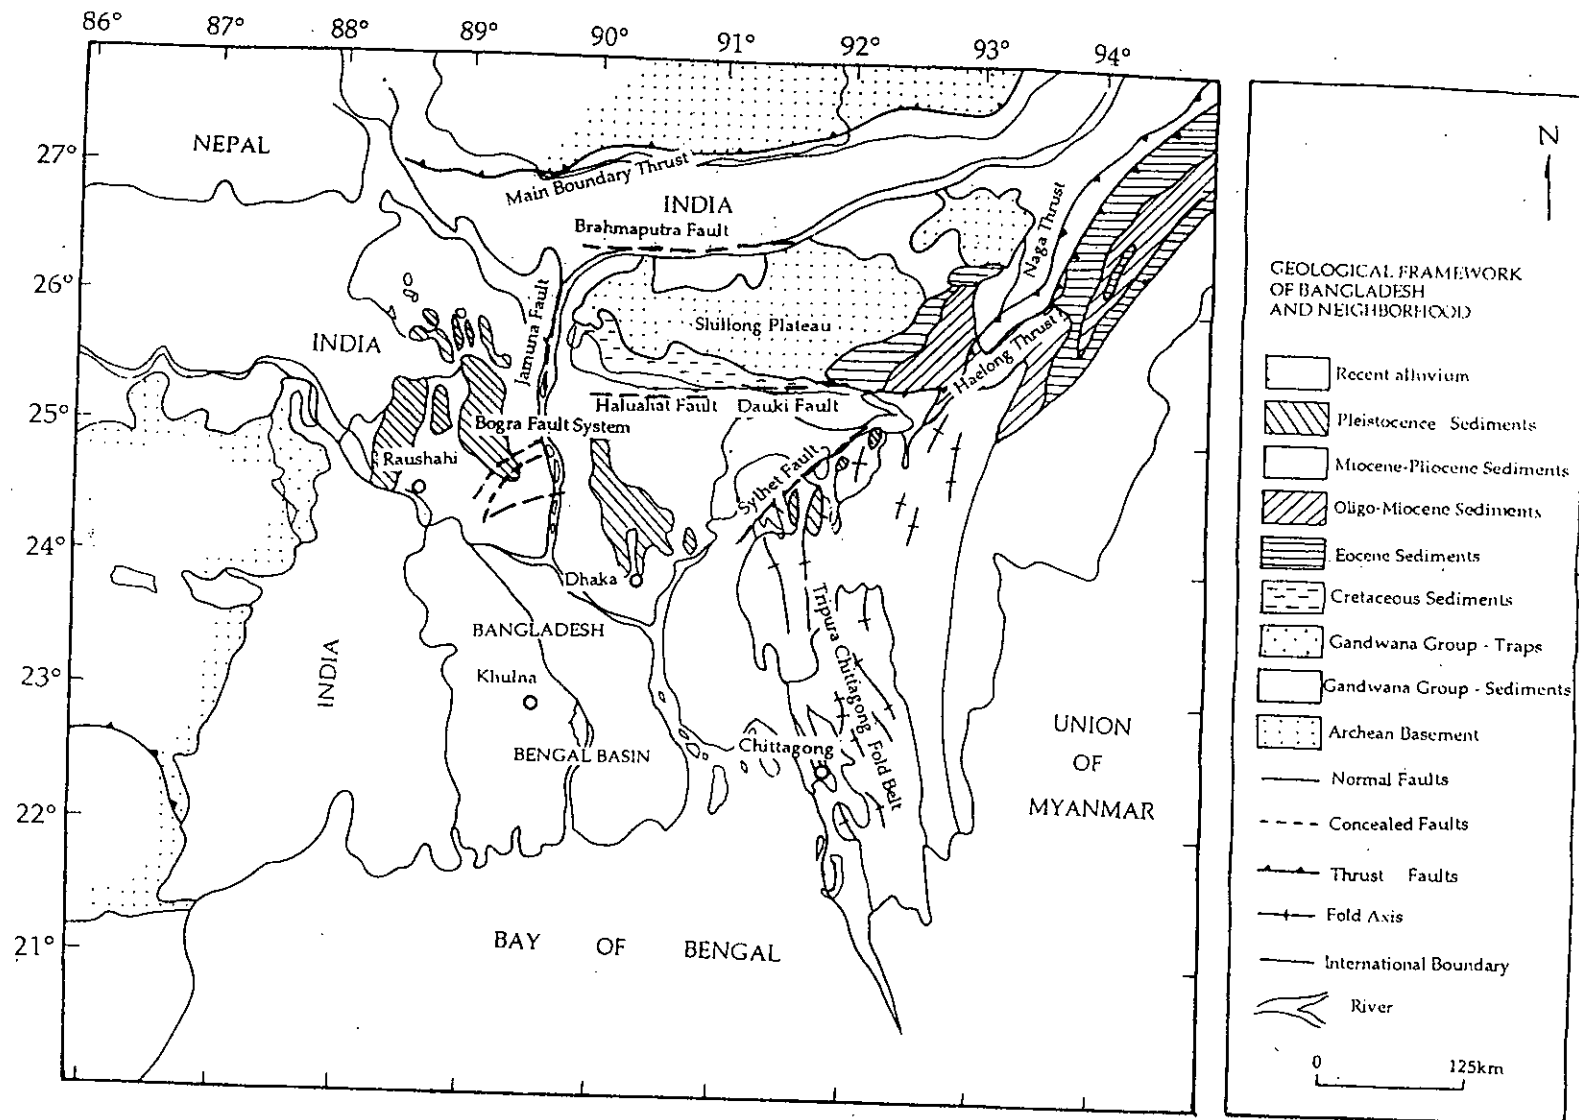 86° 87° 88° 89° 90° 91° 92° 93° 94°
27°
26°
25°
24°
23°
22°
21°
NEPAL
Main Boundary Thrust
INDIA
Brahmaputra Fault
Naga Thrust
Jamuna Fault
INDIA
Shillong Plateau
Haelong Thrust
Haluahat Fault Dauki Fault
Bogra Fault System
Raushahi
Sylhet Fault
Dhaka
BANGLADESH
Tripura Chittagong Fold Belt
INDIA
Khulna
BENGAL BASIN
Chittagong
UNION
OF
MYANMAR
BAY OF BENGAL
N
GEOLOGICAL FRAMEWORK
OF BANGLADESH
AND NEIGHBORHOOD
Recent alluvium
Pleistocence Sediments
Miocene-Pliocene Sediments
Oligo-Miocene Sediments
Eocene Sediments
Cretaceous Sediments
Gandwana Group - Traps
Gandwana Group - Sediments
Archean Basement
Normal Faults
Concealed Faults
Thrust Faults
Fold Axis
International Boundary
River
0 125km